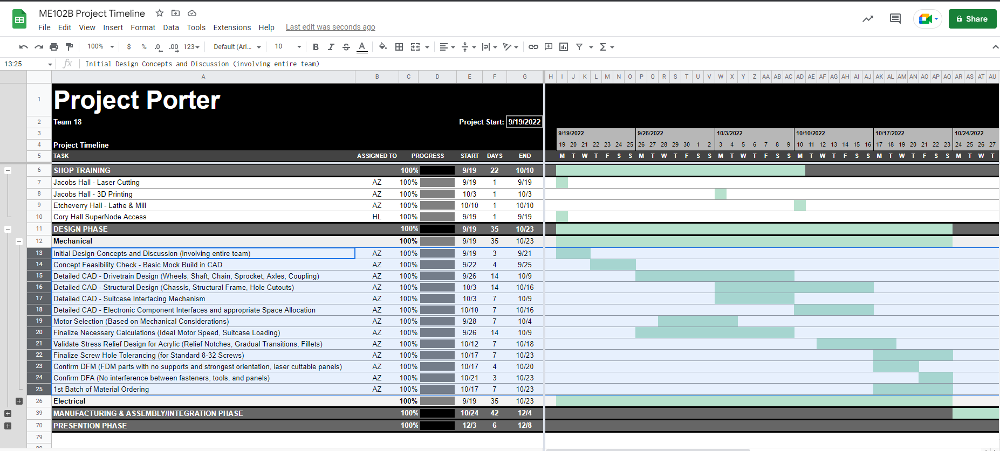 ME102B Project Timeline
File Edit View Insert Format Data Tools Extensions Help Last edit was seconds ago
Share
100% $ % .0 .00 123 Default (Ari... 10 B I S A
13:25 fx Initial Design Concepts and Discussion (involving entire team)
A B C D E F G H I J K L M N O P Q R S T U V W X Y Z AA AB AC AD AE AF AG AH AI AJ AK AL AM AN AO AP AQ AR AS AT AU
1 Project Porter
2 Team 18 Project Start: 9/19/2022
3 9/19/2022 9/26/2022 10/3/2022 10/10/2022 10/17/2022 10/24/2022
4 Project Timeline 19 20 21 22 23 24 25 26 27 28 29 30 1 2 3 4 5 6 7 8 9 10 11 12 13 14 15 16 17 18 19 20 21 22 23 24 25 26 27
5 TASK ASSIGNED TO PROGRESS START DAYS END M T W T F S S M T W T F S S M T W T F S S M T W T F S S M T W T F S S M T W T
6 SHOP TRAINING 100% 9/19 22 10/10
7 Jacobs Hall - Laser Cutting AZ 100% 9/19 1 9/19
8 Jacobs Hall - 3D Printing AZ 100% 10/3 1 10/3
9 Etcheverry Hall - Lathe & Mill AZ 100% 10/10 1 10/10
10 Cory Hall SuperNode Access HL 100% 9/19 1 9/19
11 DESIGN PHASE 100% 9/19 35 10/23
12 Mechanical 100% 9/19 35 10/23
13 Initial Design Concepts and Discussion (involving entire team) AZ 100% 9/19 3 9/21
14 Concept Feasibility Check - Basic Mock Build in CAD AZ 100% 9/22 4 9/25
15 Detailed CAD - Drivetrain Design (Wheels, Shaft, Chain, Sprocket, Axles, Coupling) AZ 100% 9/26 14 10/9
16 Detailed CAD - Structural Design (Chassis, Structural Frame, Hole Cutouts) AZ 100% 10/3 14 10/16
17 Detailed CAD - Suitcase Interfacing Mechanism AZ 100% 10/3 7 10/9
18 Detailed CAD - Electronic Component Interfaces and appropriate Space Allocation AZ 100% 10/10 7 10/16
19 Motor Selection (Based on Mechanical Considerations) AZ 100% 9/28 7 10/4
20 Finalize Necessary Calculations (Ideal Motor Speed, Suitcase Loading) AZ 100% 9/26 14 10/9
21 Validate Stress Relief Design for Acrylic (Relief Notches, Gradual Transitions, Fillets) AZ 100% 10/12 7 10/18
22 Finalize Screw Hole Tolerancing (for Standard 8-32 Screws) AZ 100% 10/17 7 10/23
23 Confirm DFM (FDM parts with no supports and strongest orientation, laser cuttable panels) AZ 100% 10/17 4 10/20
24 Confirm DFA (No interference between fasteners, tools, and panels) AZ 100% 10/21 3 10/23
25 1st Batch of Material Ordering AZ 100% 10/17 7 10/23
26 Electrical 100% 9/19 35 10/23
39 MANUFACTURING & ASSEMBLY/INTEGRATION PHASE 100% 10/24 42 12/4
70 PRESENTION PHASE 100% 12/3 6 12/8
79